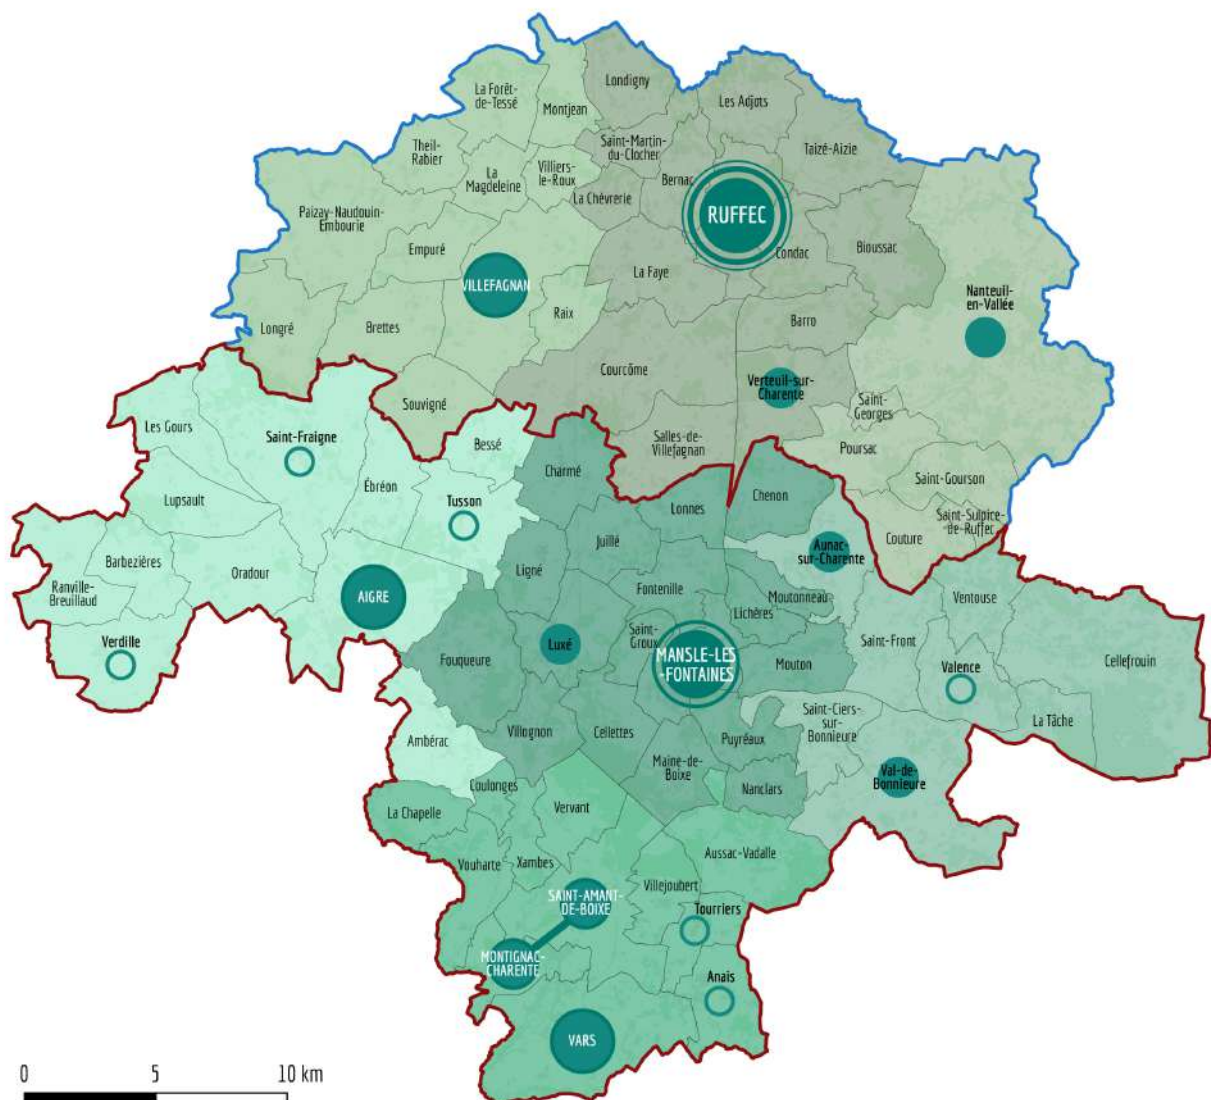 Londigny
La Forêt-
de-Tessé
Montjean
Les Adjots
Theil-
Rabier
Saint-Martin
du-Clocher
Taizé-Aizie
La
Magdeleine
Villiers-
le-Roux
Bernac
La Chèvrerie
RUFFEC
Paizay-Naudouin-
Embourie
Empuré
La Faye
Condac
Bioussac
VILLEFAGNAN
Nanteuil-
en-Vallée
Longré
Brettes
Raix
Barro
Courcôme
Verteuil-sur-
Charente
Souvigné
Saint-
Georges
Les Gours
Saint-Fraigne
Bessé
Salles-de-
Villefagnan
Poursac
Charmé
Saint-Gourson
Ébréon
Lupsault
Tusson
Chenon
Lonnes
Saint-Sulpice-
de-Ruffec
Couture
Juillé
Aunac-
sur-Charente
Barbezières
Oradour
Ligné
Ranville-
Breuillaud
AIGRE
Fontenille
Moutonneau
Ventouse
Lichères
Verdille
Luxé
Saint-
Groux
Saint-Front
MANSLE-LES
-FONTAINES
Fouqueure
Mouton
Valence
Cellefrouin
Saint-Ciers-
sur-
Bonnieure
La Tâche
Ambérac
Villognon
Cellettes
Puyréaux
Maine-de-
Boixe
Val-de-
Bonnieure
Coulonges
Nanclars
La Chapelle
Vervant
Aussac-Vadalle
Vouharte
Xambes
Villejoubert
SAINT-AMANT-
DE-BOIXE
Tourriers
MONTIGNAC-
CHARENTE
Anais
VARS
0 5 10 km